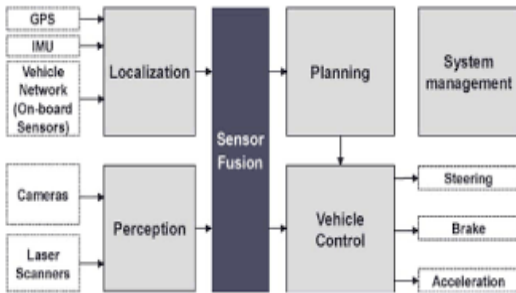 GPS
IMU
Vehicle
Network
(On-board
Sensors)
Localization
Cameras
Laser
Scanners
Perception
Sensor
Fusion
Planning
Vehicle
Control
System
management
Steering
Brake
Acceleration